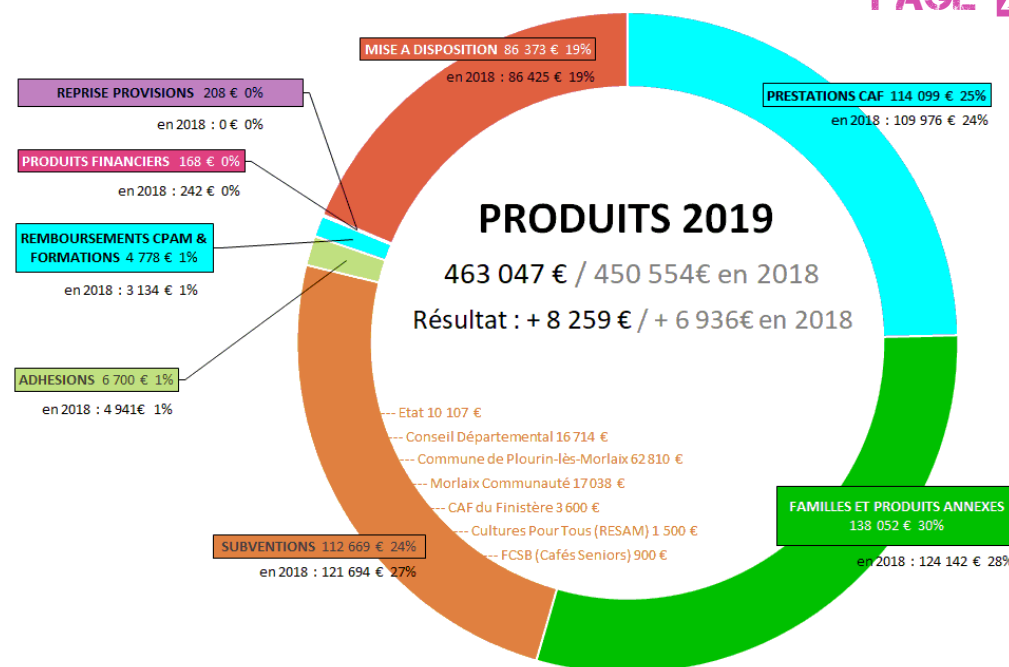 PAGE
MISE A DISPOSITION 86 373 € 19%
en 2018 : 86 425 € 19%
REPRISE PROVISIONS 208 € 0%
en 2018 : 0 € 0%
PRESTATIONS CAF 114 099 € 25%
en 2018 : 109 976 € 24%
PRODUITS FINANCIERS 168 € 0%
en 2018 : 242 € 0%
REMBOURSEMENTS CPAM &
FORMATIONS 4 778 € 1%
en 2018 : 3 134 € 1%
PRODUITS 2019
463 047 € / 450 554€ en 2018
Résultat : + 8 259 € / + 6 936€ en 2018
ADHESIONS 6 700 € 1%
en 2018 : 4 941€ 1%
--- Etat 10 107 €
--- Conseil Départemental 16 714 €
--- Commune de Plourin-lès-Morlaix 62 810 €
--- Morlaix Communauté 17 038 €
--- CAF du Finistère 3 600 €
--- Cultures Pour Tous (RESAM) 1 500 €
--- FCSB (Cafés Seniors) 900 €
SUBVENTIONS 112 669 € 24%
en 2018 : 121 694 € 27%
FAMILLES ET PRODUITS ANNEXES
138 052 € 30%
en 2018 : 124 142 € 28%